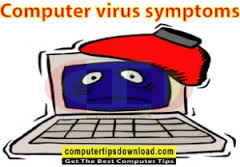 Computer virus symptoms
computertipsdownload.com
Get The Best Computer Tips